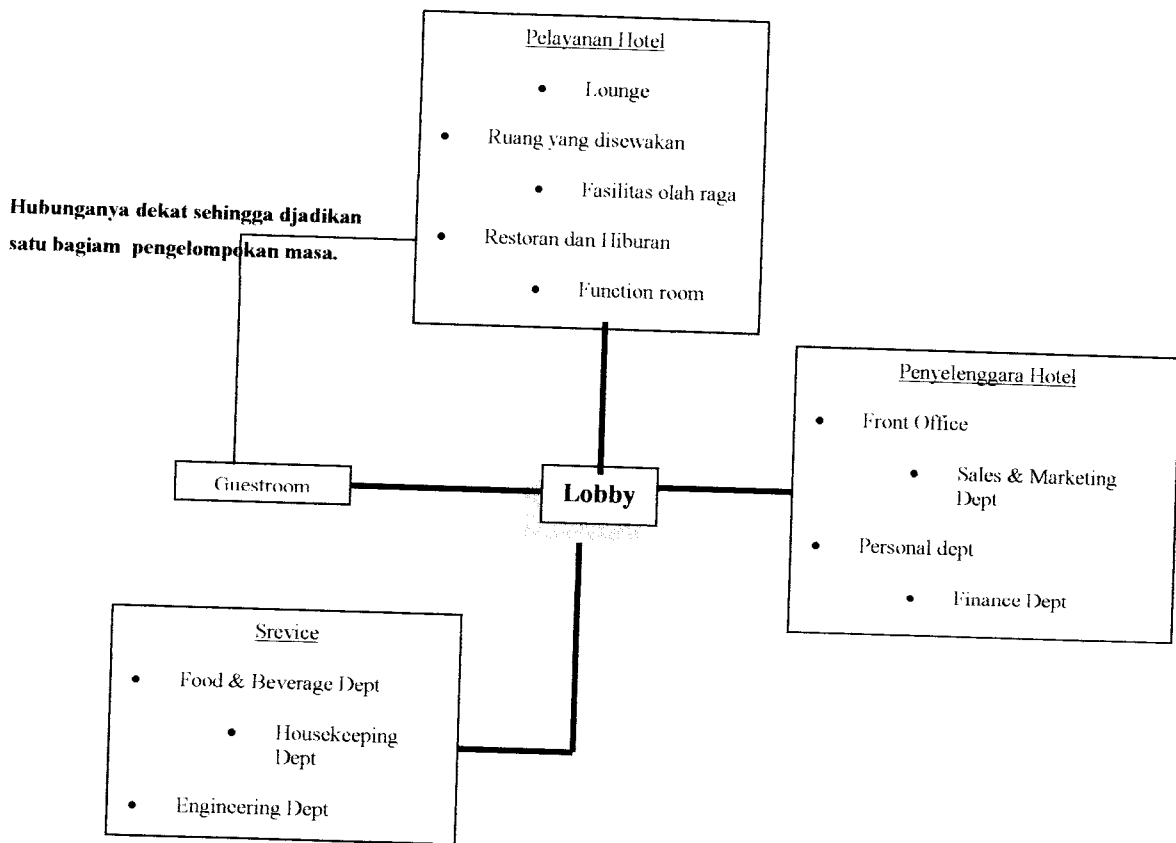 Pelayanan Hotel
• Lounge
• Ruang yang disewakan
• Fasilitas olah raga
• Restoran dan Hiburan
• Function room
Hubunganya dekat sehingga djadikan
satu bagiam pengelompokan masa.
Penyelenggara Hotel
• Front Office
• Sales & Marketing
Dept
• Personal dept
• Finance Dept
Guestroom
Lobby
Srevice
• Food & Beverage Dept
• Housekeeping
Dept
• Engineering Dept